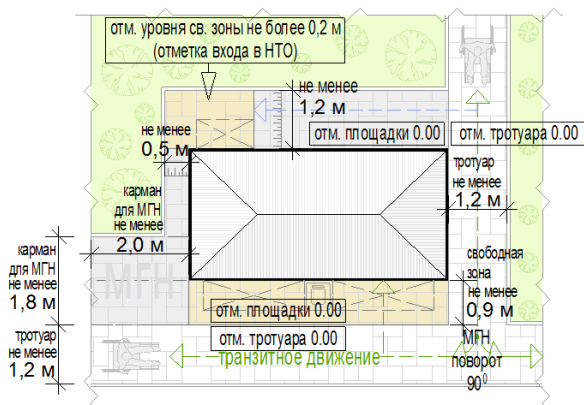 отм. уровня св. зоны не более 0,2 м
(отметка входа в НТО)
не менее
1,2 м
не менее
0,5 м
отм. площадки 0.00
отм. тротуара 0.00
тротуар
не менее
1,2 м
карман
для МГН
не менее
2,0 м
карман
для МГН
не менее
1,8 м
МГН
свободная
зона
не менее
0,9 м
отм. площадки 0.00
отм. тротуара 0.00
тротуар
не менее
1,2 м
транзитное движение
МГН
поворот
90⁰